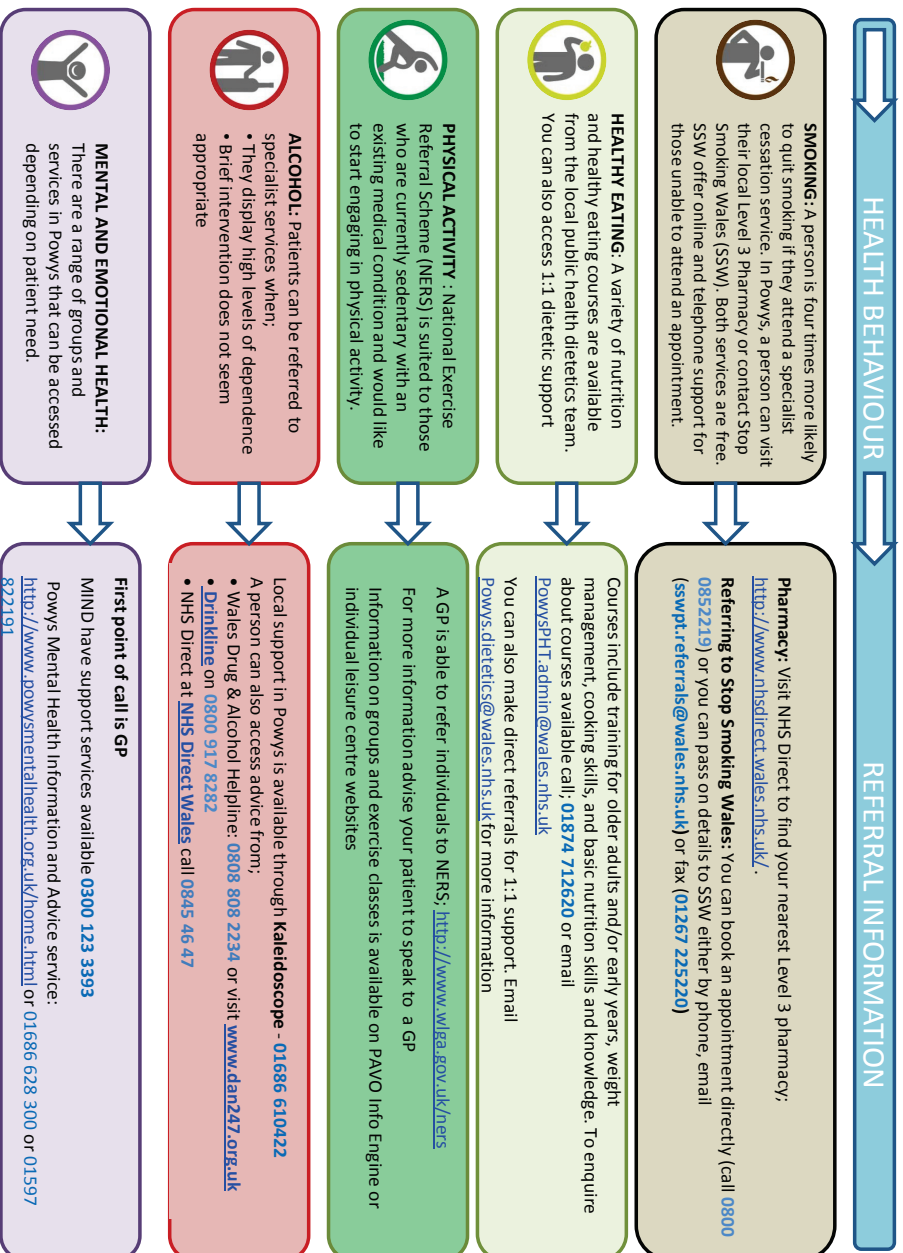 HEALTH BEHAVIOUR
REFERRAL INFORMATION
SMOKING: A person is four times more likely
to quit smoking if they attend a specialist
cessation service. In Powys, a person can visit
their local Level 3 Pharmacy or contact Stop
Smoking Wales (SSW). Both services are free.
SSW offer online and telephone support for
those unable to attend an appointment.
Pharmacy: Visit NHS Direct to find your nearest Level 3 pharmacy;
http://www.nhsdirect.wales.nhs.uk/.
Referring to Stop Smoking Wales: You can book an appointment directly (call 0800
0852219) or you can pass on details to SSW either by phone, email
(sswpt.referrals@wales.nhs.uk) or fax (01267 225220)
HEALTHY EATING: A variety of nutrition
and healthy eating courses are available
from the local public health dietetics team.
You can also access 1:1 dietetic support
Courses include training for older adults and/or early years, weight
management, cooking skills, and basic nutrition skills and knowledge. To enquire
about courses available call; 01874 712620 or email
PowysPHT.admin@wales.nhs.uk
You can also make direct referrals for 1:1 support. Email
Powys.dietetics@wales.nhs.uk for more information
PHYSICAL ACTIVITY : National Exercise
Referral Scheme (NERS) is suited to those
who are currently sedentary with an
existing medical condition and would like
to start engaging in physical activity.
A GP is able to refer individuals to NERS; http://www.wlga.gov.uk/ners
For more information advise your patient to speak to a GP
Information on groups and exercise classes is available on PAVO Info Engine or
individual leisure centre websites
ALCOHOL: Patients can be referred to
specialist services when;
• They display high levels of dependence
• Brief intervention does not seem
appropriate
Local support in Powys is available through Kaleidoscope - 01686 610422
A person can also access advice from;
• Wales Drug & Alcohol Helpline: 0808 808 2234 or visit www.dan247.org.uk
• Drinkline on 0800 917 8282
• NHS Direct at NHS Direct Wales call 0845 46 47
MENTAL AND EMOTIONAL HEALTH:
There are a range of groups and
services in Powys that can be accessed
depending on patient need.
First point of call is GP
MIND have support services available 0300 123 3393
Powys Mental Health Information and Advice service:
http://www.powysmentalhealth.org.uk/home.html or 01686 628 300 or 01597
822191